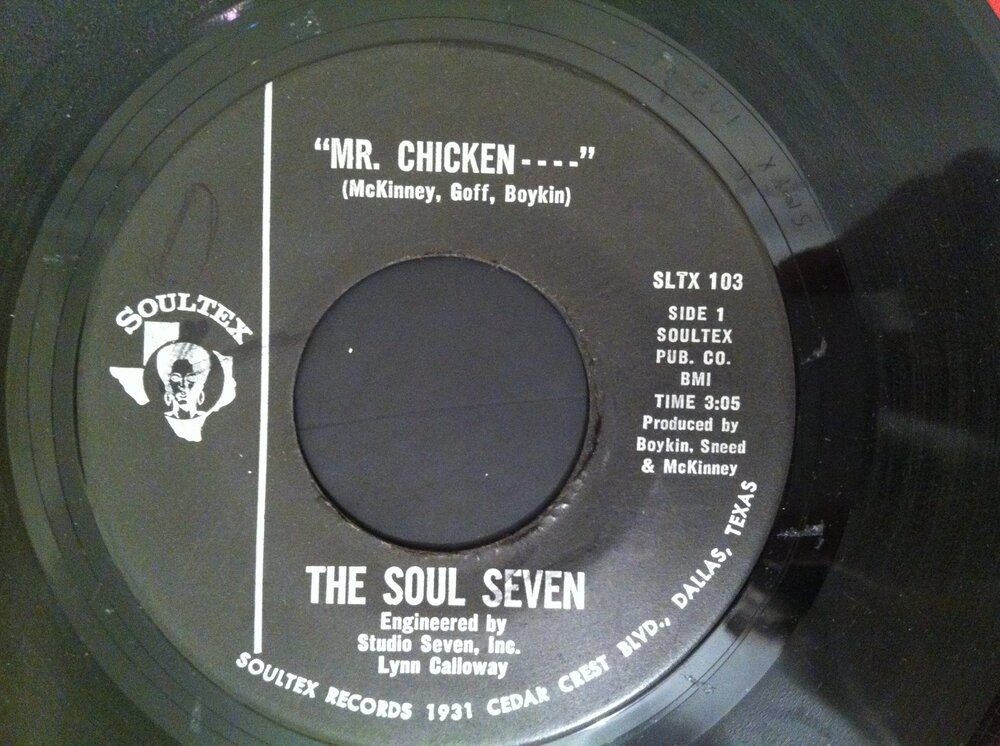 "MR. CHICKEN----"
(McKinney, Goff, Boykin)
SOULTEX
SLTX 103
SIDE 1
SOULTEX
PUB. CO.
BMI
TIME 3:05
Produced by
Boykin, Sneed
& McKinney
THE SOUL SEVEN
Engineered by
Studio Seven, Inc.
Lynn Calloway
SOULTEX RECORDS 1931 CEDAR CREST BLVD., DALLAS, TEXAS